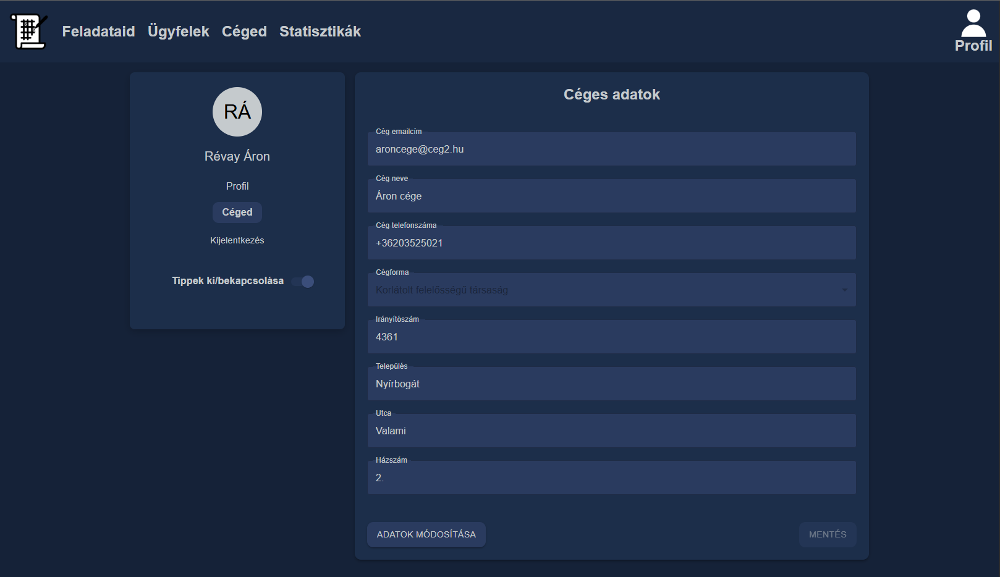 Feladataid Ügyfelek Céged Statisztikák
Profil
RÁ
Révay Áron
Profil
Céged
Kijelentkezés
Tippek ki/bekapcsolása
Céges adatok
Cég emailcím
aroncege@ceg2.hu
Cég neve
Áron cége
Cég telefonszáma
+36203525021
Cégforma
Korlátolt felelősségű társaság
Irányítószám
4361
Település
Nyírbogát
Utca
Valami
Házszám
2.
ADATOK MÓDOSÍTÁSA
MENTÉS